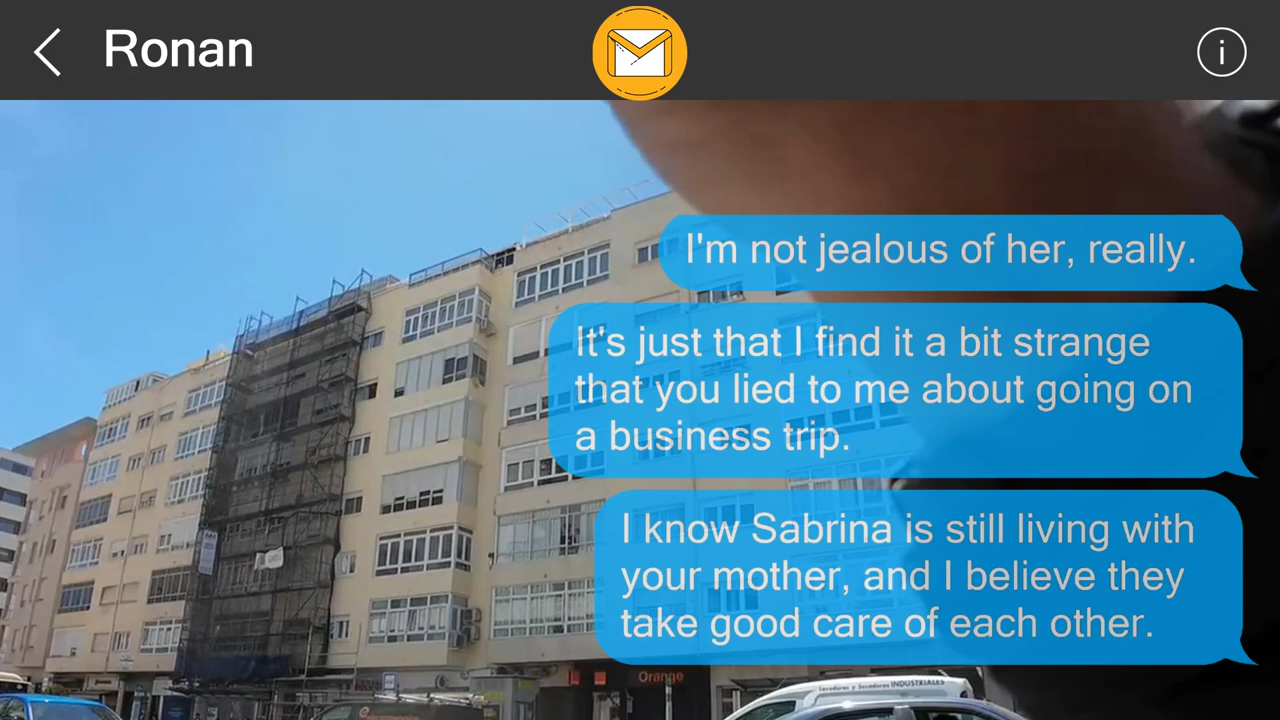 Ronan
i
I'm not jealous of her, really.
It's just that I find it a bit strange
that you lied to me about going on
a business trip.
I know Sabrina is still living with
your mother, and I believe they
take good care of each other.
Orange
INDUSTRIALES